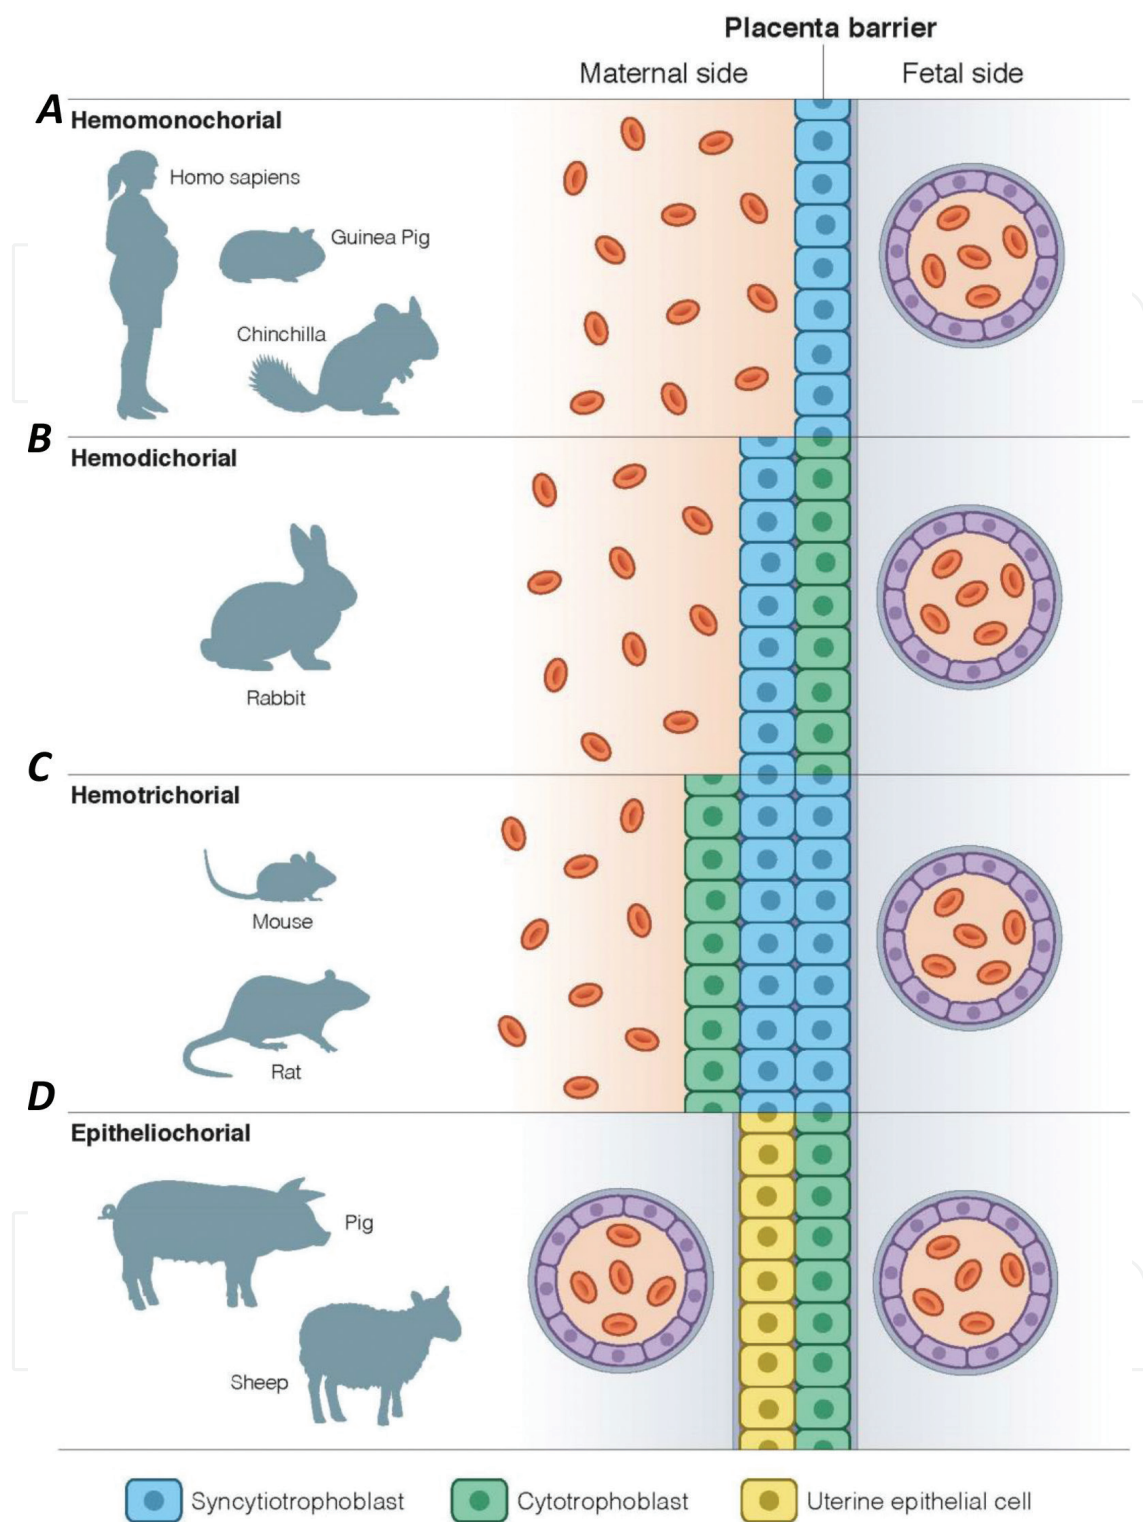 Placenta barrier
Maternal side
Fetal side
A
Hemomonochorial
Homo sapiens
Guinea Pig
Chinchilla
B
Hemodichorial
Rabbit
C
Hemotrichorial
Mouse
Rat
D
Epitheliochorial
Pig
Sheep
Syncytiotrophoblast
Cytotrophoblast
Uterine epithelial cell